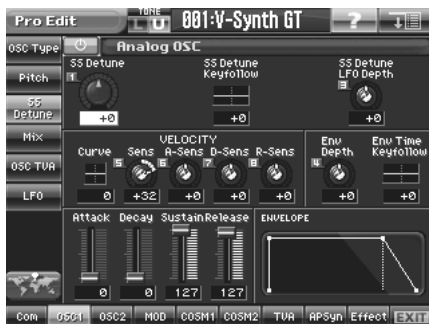 Pro Edit
TONE
L U
001:V-Synth GT
?
OSC Type
Analog OSC
Pitch
SS Detune
Mix
OSC TVA
LFO
SS Detune
1
+0
SS Detune Keyfollow
+0
SS Detune LFO Depth
3
+0
VELOCITY
Curve Sens A-Sens D-Sens R-Sens
5 6 7 8
0 +32 +0 +0 +0
Env Depth
4
+0
Env Time Keyfollow
+0
Attack Decay Sustain Release
0 0 127 127
ENVELOPE
Com OSC1 OSC2 MOD COSM1 COSM2 TVA APSyn Effect EXIT